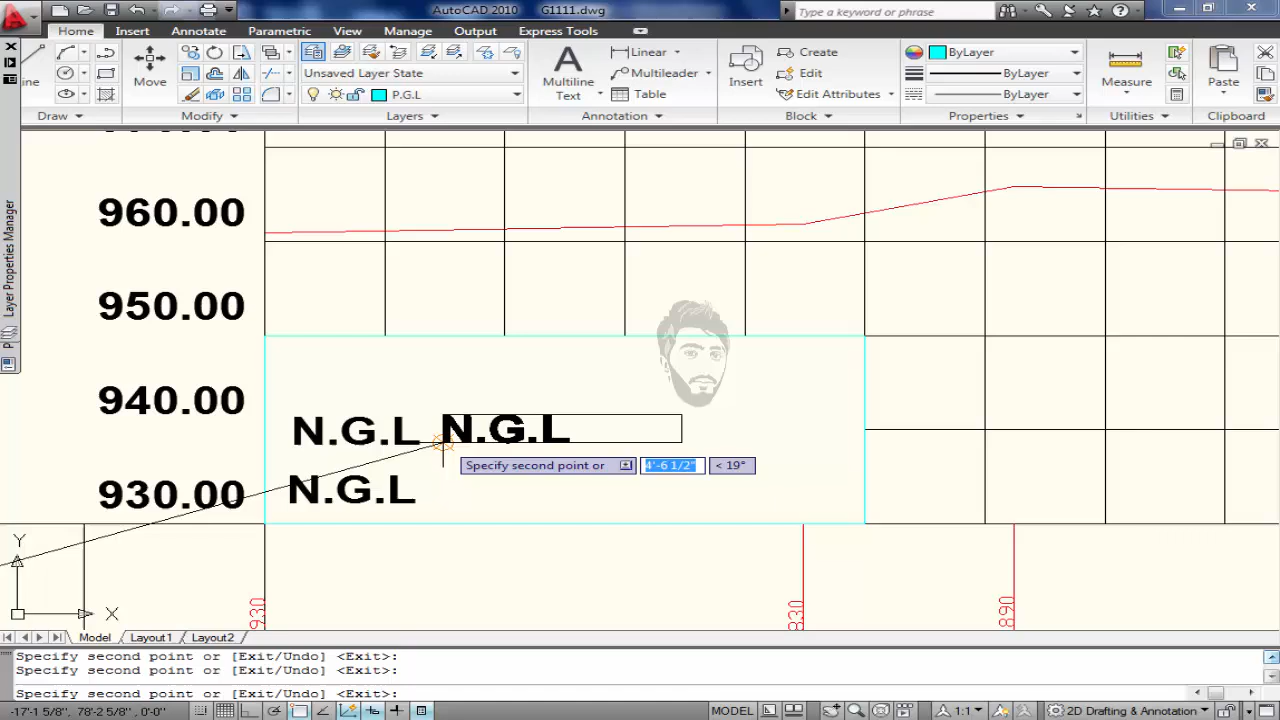 AutoCAD 2010 G1111.dwg
Type a keyword or phrase
Home Insert Annotate Parametric View Manage Output Express Tools
Move
Unsaved Layer State
P.G.L
Multiline Text
Linear
Multileader
Table
Insert
Create
Edit
Edit Attributes
ByLayer
ByLayer
ByLayer
Measure
Paste
Draw Modify Layers Annotation Block Properties Utilities Clipboard
Layer Properties Manager
960.00
950.00
940.00
930.00
N.G.L N.G.L
N.G.L
Specify second point or 4'-6 1/2" < 19°
Y
X
930
930
890
Model Layout1 Layout2
Specify second point or [Exit/Undo] <Exit>:
Specify second point or [Exit/Undo] <Exit>:
Specify second point or [Exit/Undo] <Exit>:
-17'-1 5/8", 78'-2 5/8" , 0'-0" MODEL 1:1 2D Drafting & Annotation